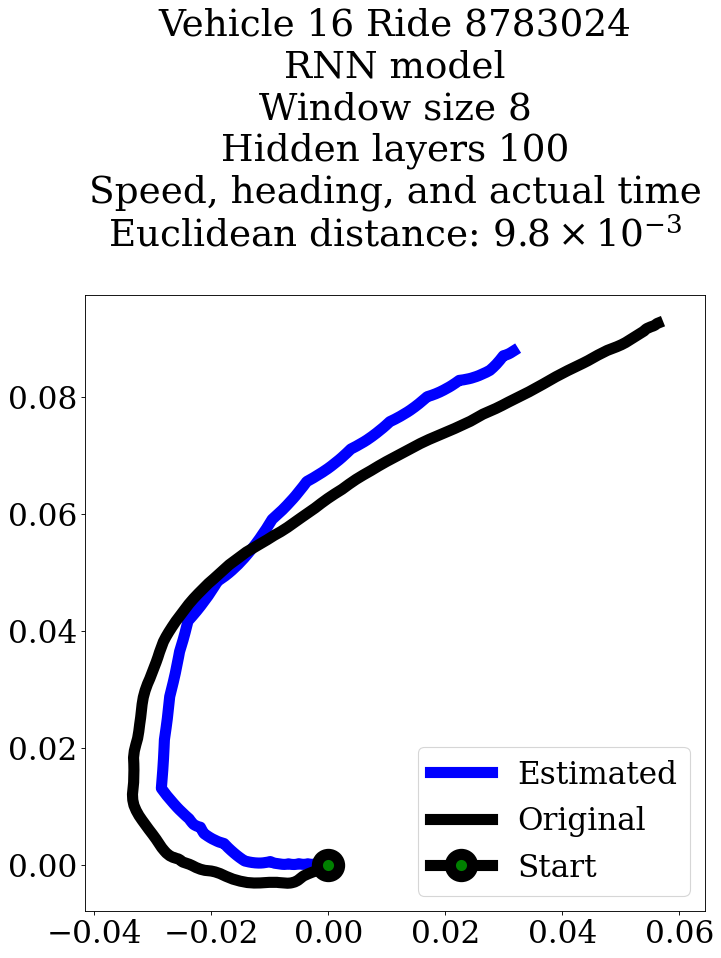 Vehicle 16 Ride 8783024
RNN model
Window size 8
Hidden layers 100
Speed, heading, and actual time
Euclidean distance: 9.8 × 10⁻³
0.08
0.06
0.04
0.02
0.00
Estimated
Original
Start
−0.04 −0.02 0.00 0.02 0.04 0.06